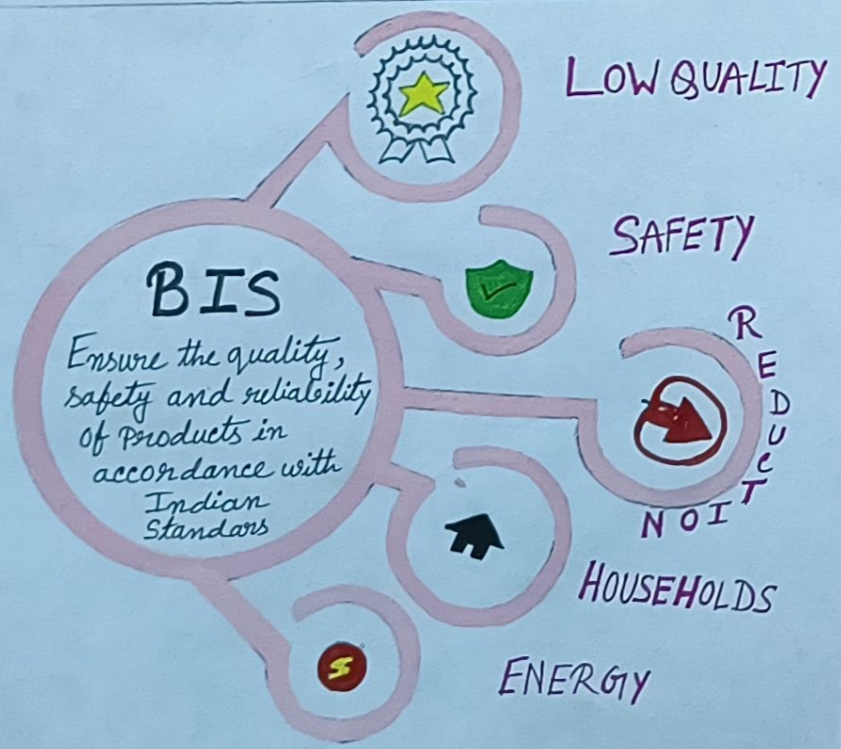 LOW QUALITY
SAFETY
REDUCTION
BIS
Ensure the quality,
safety and reliability
of Products in
accordance with
Indian
Standars
HOUSEHOLDS
ENERGY